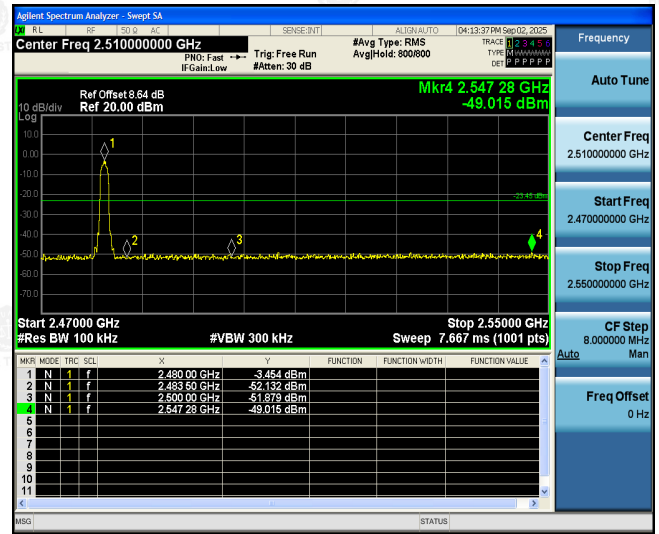 Agilent Spectrum Analyzer - Swept SA
LXI RL RF 50 Ω AC SENSE:INT ALIGN AUTO 04:13:37 PM Sep 02, 2025
Center Freq 2.510000000 GHz
PNO: Fast
IFGain:Low
Trig: Free Run
#Atten: 30 dB
#Avg Type: RMS
Avg|Hold: 800/800
TRACE 1 2 3 4 5 6
TYPE M
DET P P P P P P
Mkr4 2.547 28 GHz
-49.015 dBm
Ref Offset 8.64 dB
10 dB/div Ref 20.00 dBm
Log
10.0
0.00
-10.0
-20.0
-30.0
-40.0
-50.0
-60.0
-70.0
1
2
3
4
-23.45 dBm
Start 2.47000 GHz Stop 2.55000 GHz
#Res BW 100 kHz #VBW 300 kHz Sweep 7.667 ms (1001 pts)
MKR MODE TRC SCL X Y FUNCTION FUNCTION WIDTH FUNCTION VALUE
1 N 1 f 2.480 00 GHz -3.454 dBm
2 N 1 f 2.483 50 GHz -52.132 dBm
3 N 1 f 2.500 00 GHz -51.879 dBm
4 N 1 f 2.547 28 GHz -49.015 dBm
5
6
7
8
9
10
11
MSG STATUS
Frequency
Auto Tune
Center Freq
2.510000000 GHz
Start Freq
2.470000000 GHz
Stop Freq
2.550000000 GHz
CF Step
8.000000 MHz
Auto Man
Freq Offset
0 Hz